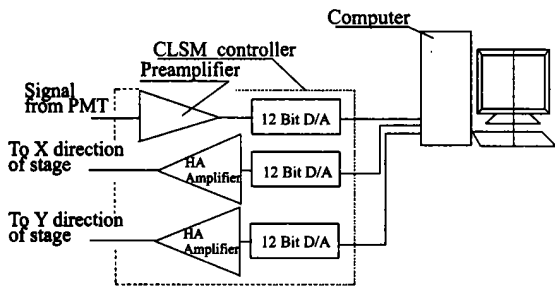 Computer
CLSM controller
Preamplifier
Signal
from PMT
12 Bit D/A
To X direction
of stage
HA
Amplifier
12 Bit D/A
To Y direction
of stage
HA
Amplifier
12 Bit D/A